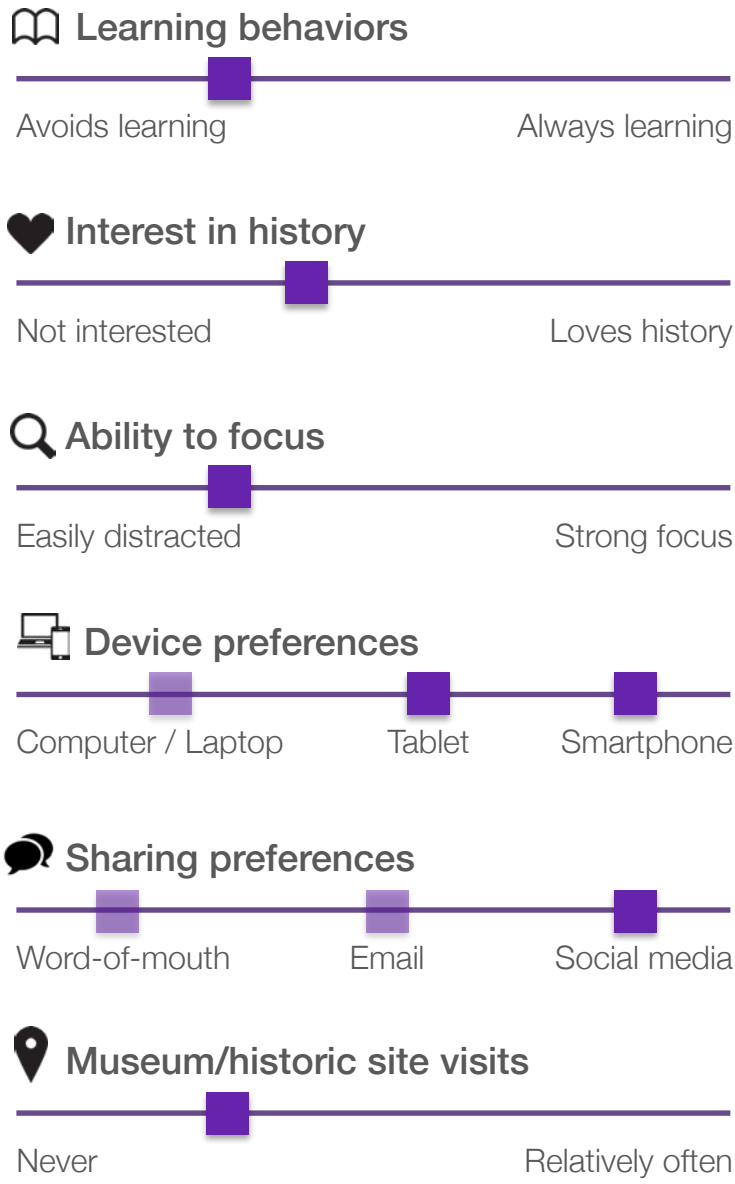 Learning behaviors
Avoids learning Always learning
Interest in history
Not interested Loves history
Ability to focus
Easily distracted Strong focus
Device preferences
Computer / Laptop Tablet Smartphone
Sharing preferences
Word-of-mouth Email Social media
Museum/historic site visits
Never Relatively often